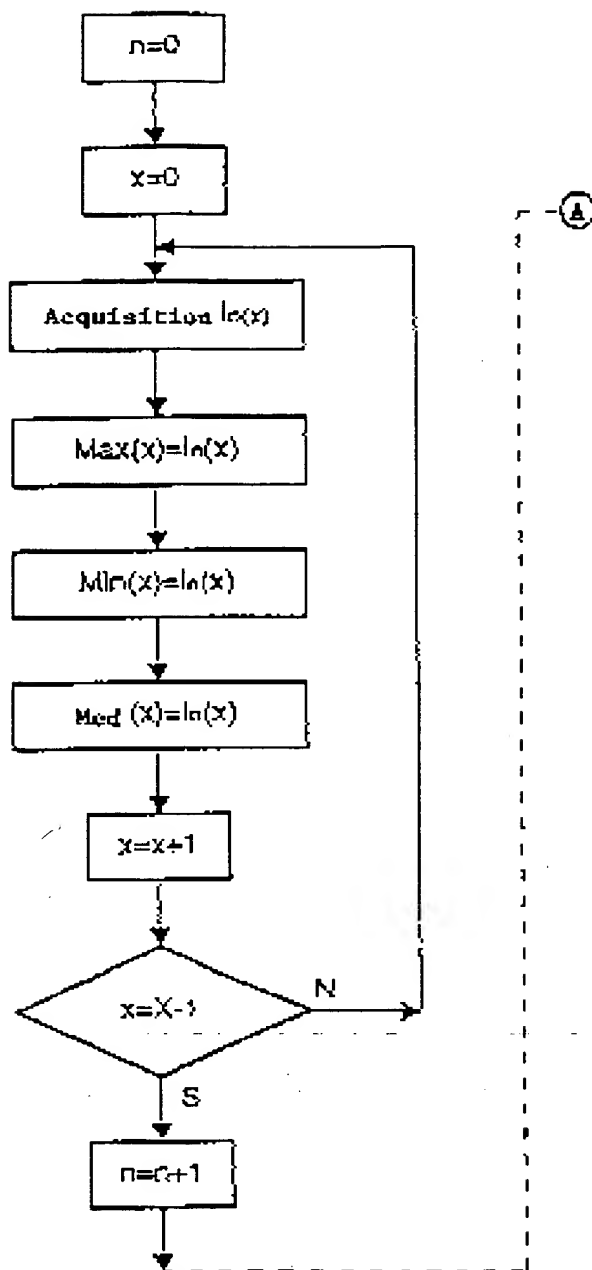 n=0
x=0
A
Acquisition In(x)
Max(x)=In(x)
Min(x)=In(x)
Med (x)=In(x)
x=x+1
N
x=X-1
S
n=n+1